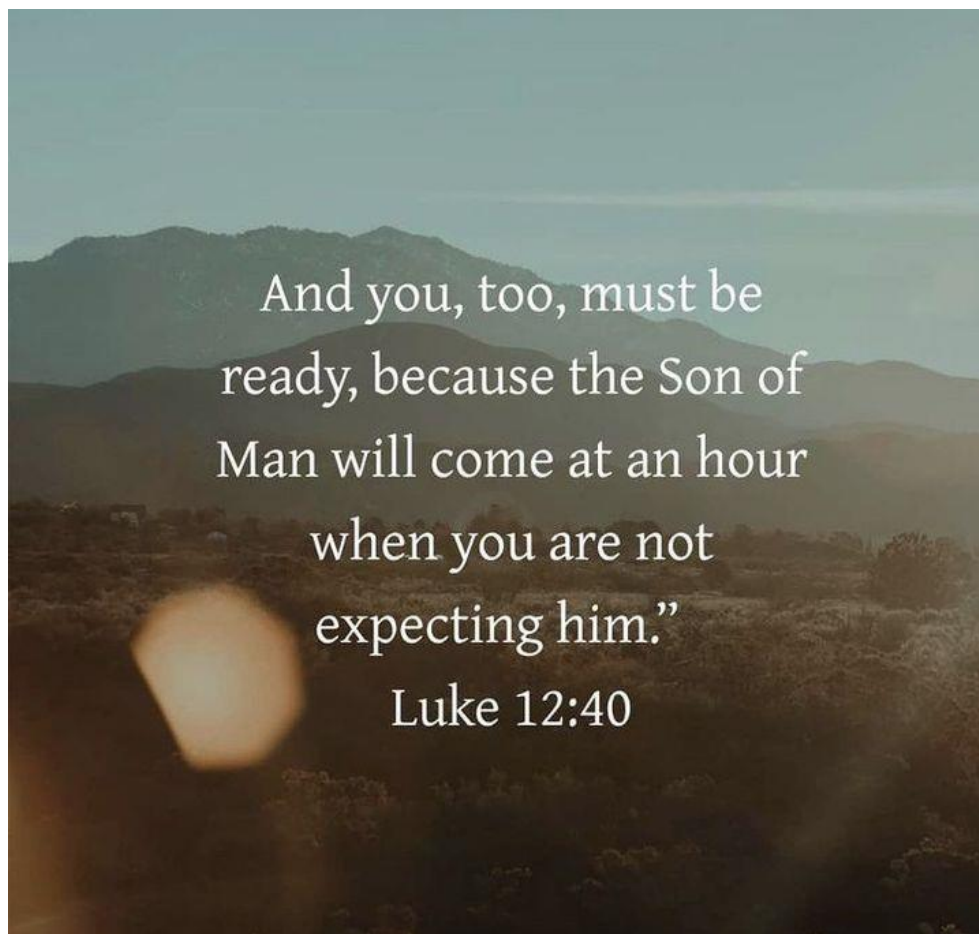 And you, too, must be
ready, because the Son of
Man will come at an hour
when you are not
expecting him.”
Luke 12:40